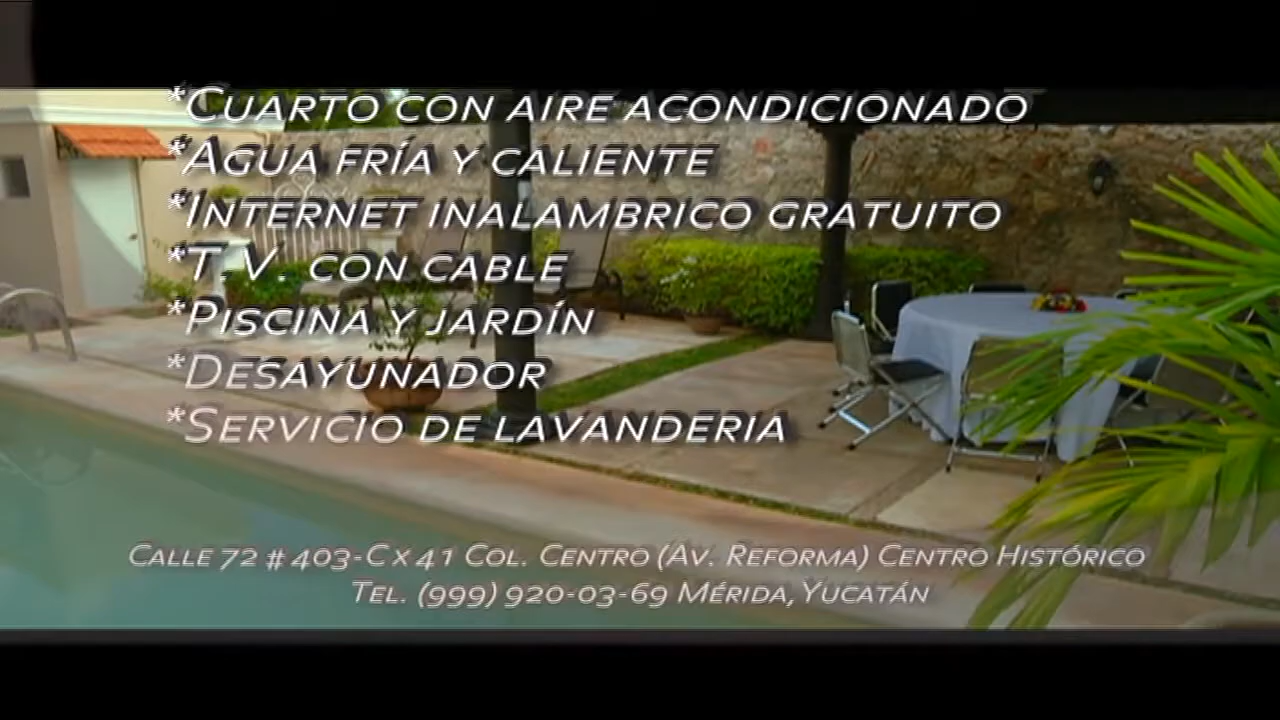 *CUARTO CON AIRE ACONDICIONADO
*AGUA FRÍA Y CALIENTE
*INTERNET INALAMBRICO GRATUITO
*T.V. CON CABLE
*PISCINA Y JARDÍN
*DESAYUNADOR
*SERVICIO DE LAVANDERIA
CALLE 72 # 403-C X 41 COL. CENTRO (AV. REFORMA) CENTRO HISTÓRICO
TEL. (999) 920-03-69 MÉRIDA, YUCATÁN